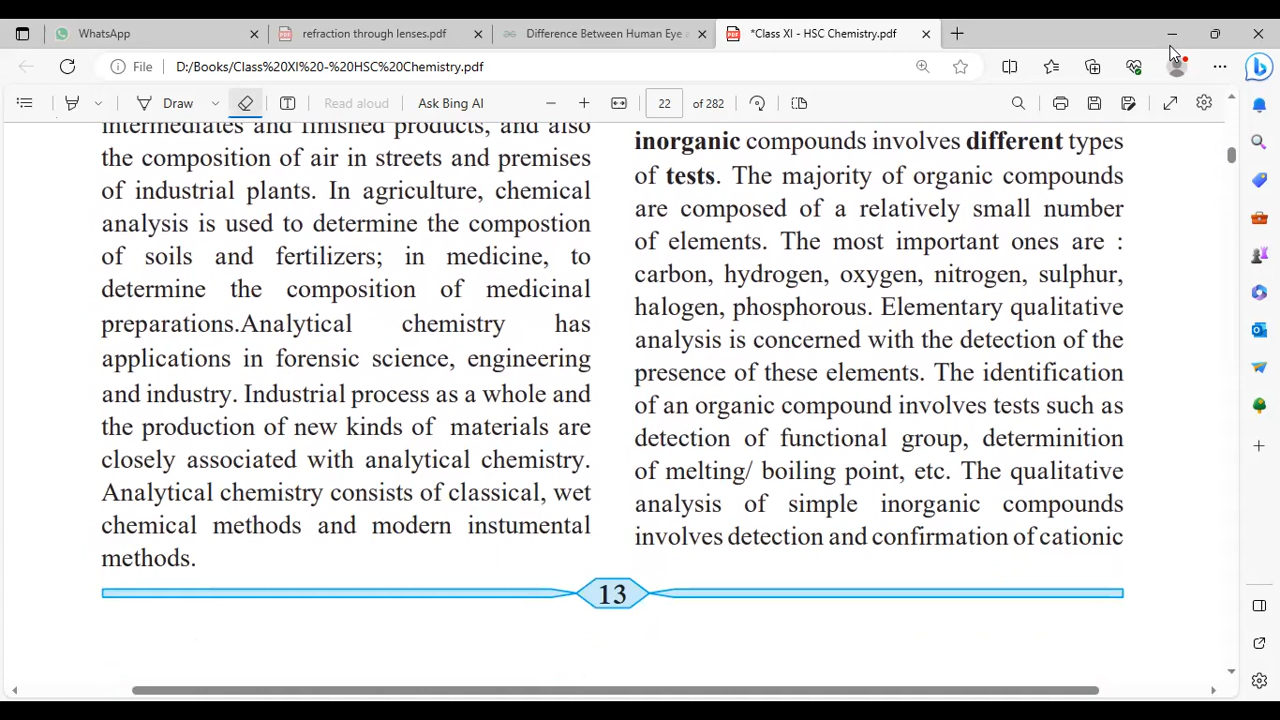 WhatsApp
refraction through lenses.pdf
Difference Between Human Eye
*Class XI - HSC Chemistry.pdf
File
D:/Books/Class%20XI%20-%20HSC%20Chemistry.pdf
Draw
Read aloud
Ask Bing AI
22
of 282
intermediates and finished products, and also
the composition of air in streets and premises
of industrial plants. In agriculture, chemical
analysis is used to determine the compostion
of soils and fertilizers; in medicine, to
determine the composition of medicinal
preparations.Analytical chemistry has
applications in forensic science, engineering
and industry. Industrial process as a whole and
the production of new kinds of materials are
closely associated with analytical chemistry.
Analytical chemistry consists of classical, wet
chemical methods and modern instumental
methods.
inorganic compounds involves different types
of tests. The majority of organic compounds
are composed of a relatively small number
of elements. The most important ones are :
carbon, hydrogen, oxygen, nitrogen, sulphur,
halogen, phosphorous. Elementary qualitative
analysis is concerned with the detection of the
presence of these elements. The identification
of an organic compound involves tests such as
detection of functional group, determinition
of melting/ boiling point, etc. The qualitative
analysis of simple inorganic compounds
involves detection and confirmation of cationic
13